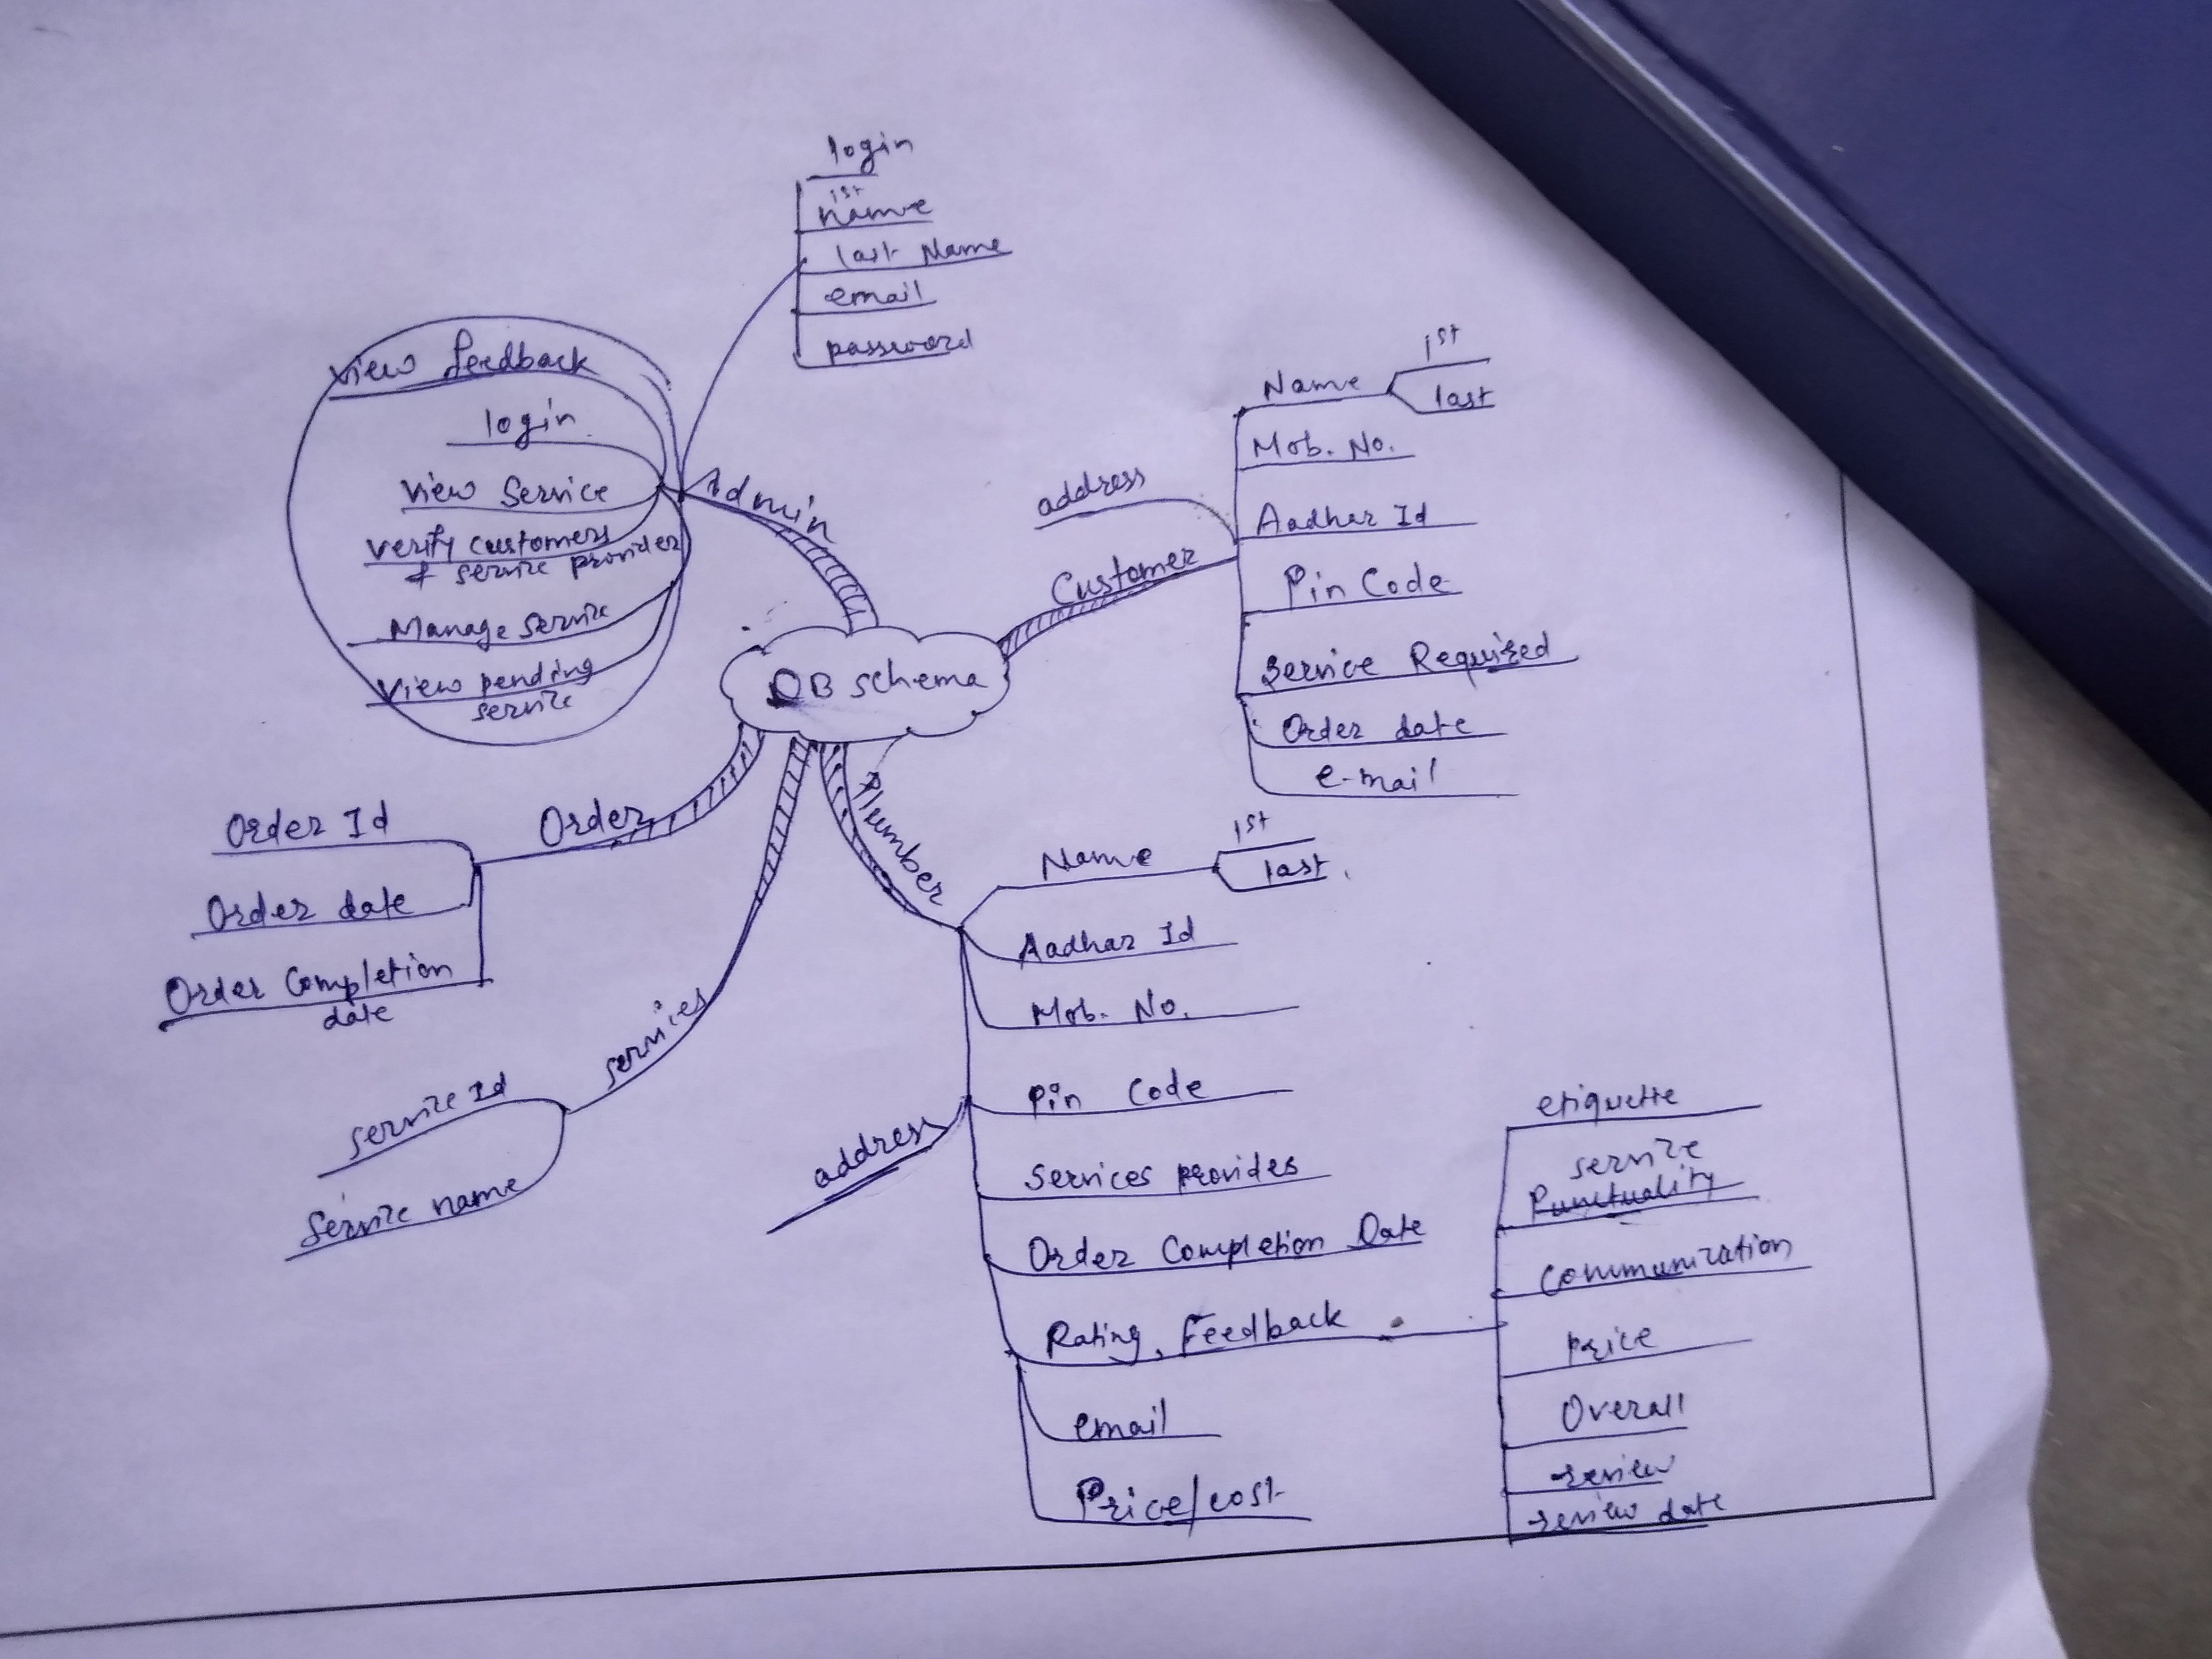 login
1st
name
last Name
email
password
View feedback
login
View Service
Verify customers
& service provider
Manage service
View pending
service
Admin
Name
1st
last
Mob. No.
address
Aadhar Id
Customer
Pin Code
Service Required
Order date
e-mail
DB schema
Order Id
Order
Order date
Order Completion
date
services
service Id
Service name
Plumber
Name
1st
last
Aadhar Id
Mob. No.
Pin Code
address
Services provides
Order Completion Date
Rating, Feedback
email
Price/cost
etiquette
service
Punctuality
Communication
Price
Overall
review
review date